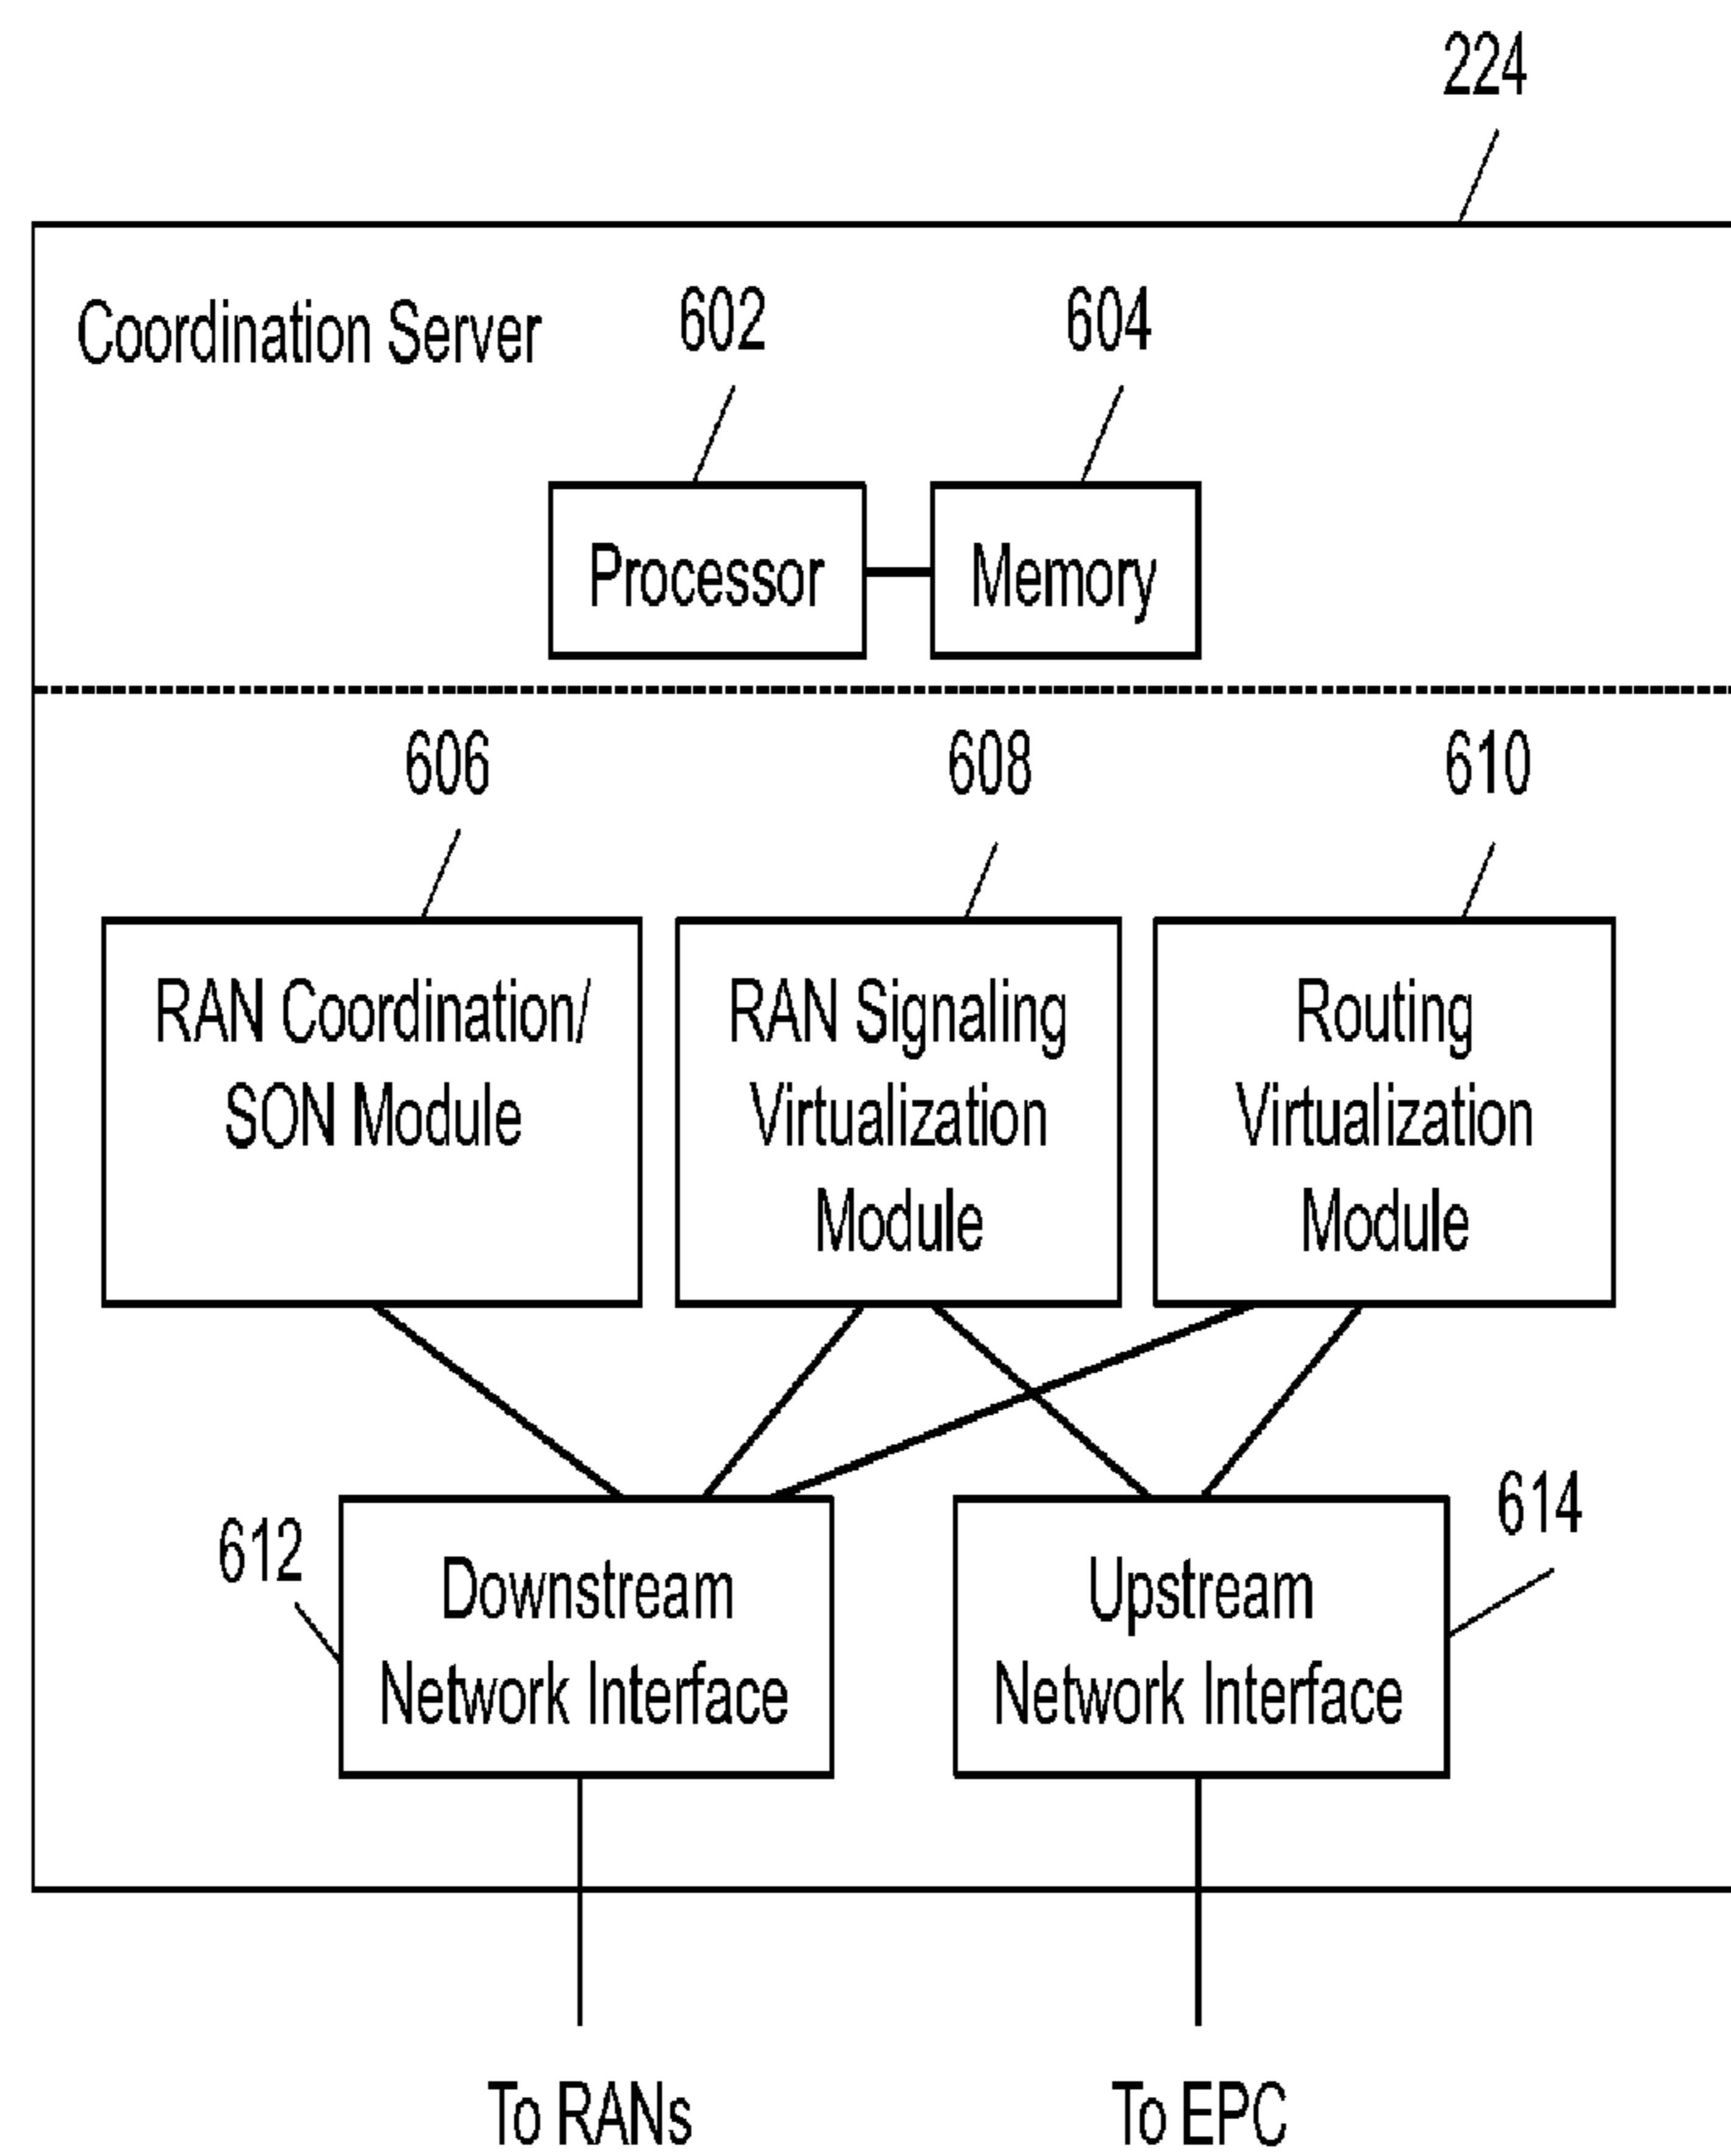 224
Coordination Server
602
604
Processor
Memory
606
608
610
RAN Coordination/
SON Module
RAN Signaling
Virtualization
Module
Routing
Virtualization
Module
612
Downstream
Network Interface
Upstream
Network Interface
614
To RANs
To EPC